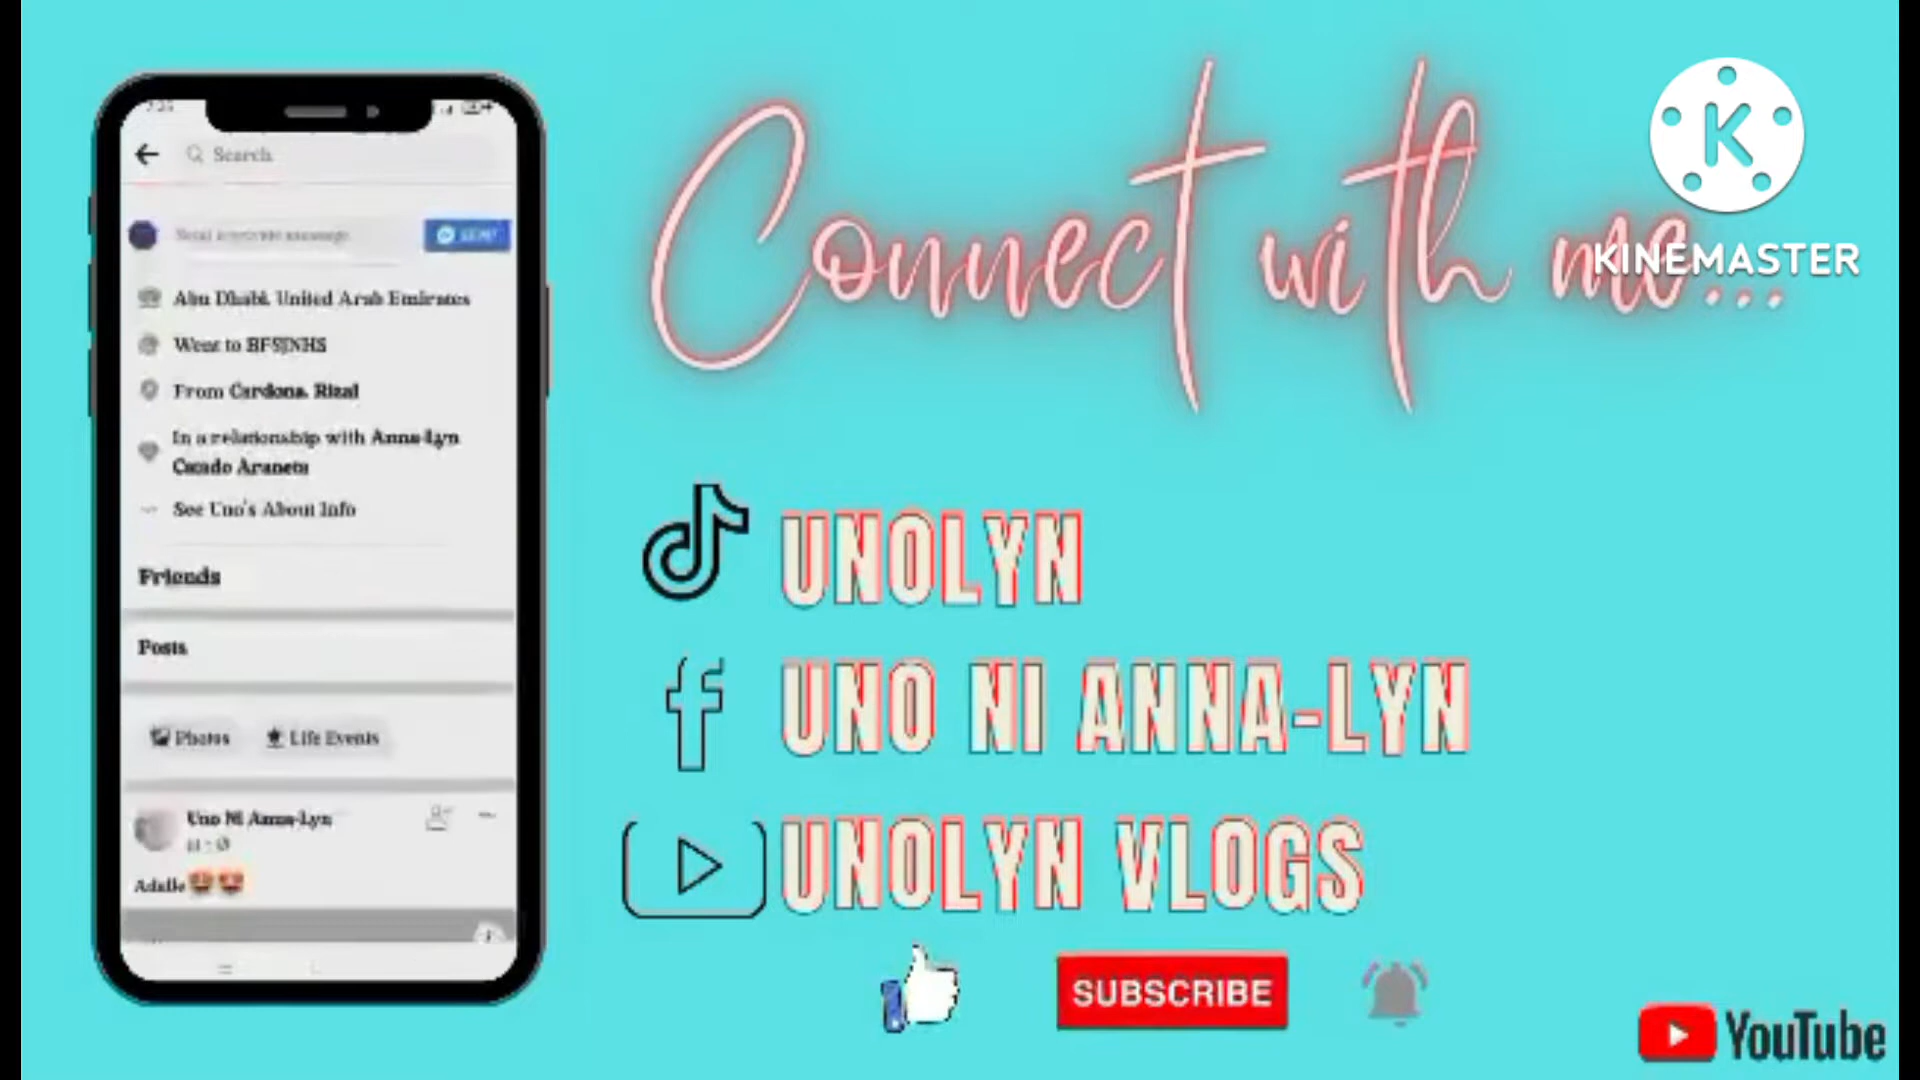 Search
Abu Dhabi, United Arab Emirates
Went to BFSJNHS
From Cardona, Rizal
In a relationship with Anna-Lyn
Casado Araneta
See Uno's About Info
Friends
Posts
Photos Life Events
Uno Ni Anna-Lyn
Connect with me...
K
KINEMASTER
UNOLYN
UNO NI ANNA-LYN
UNOLYN VLOGS
SUBSCRIBE
YouTube